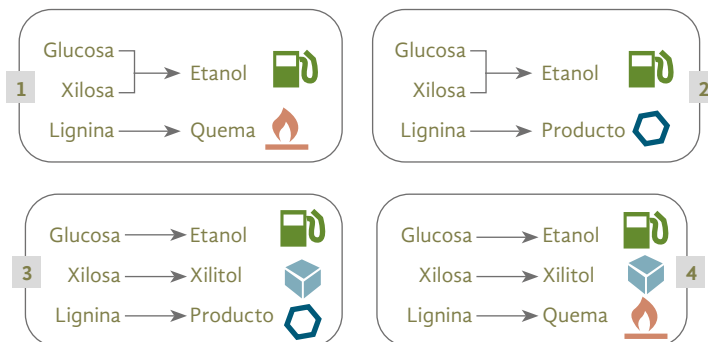 Glucosa
Xilosa
Etanol
Lignina
Quema
1
Glucosa
Xilosa
Etanol
Lignina
Producto
2
Glucosa Etanol
Xilosa Xilitol
Lignina Producto
3
Glucosa Etanol
Xilosa Xilitol
Lignina Quema
4